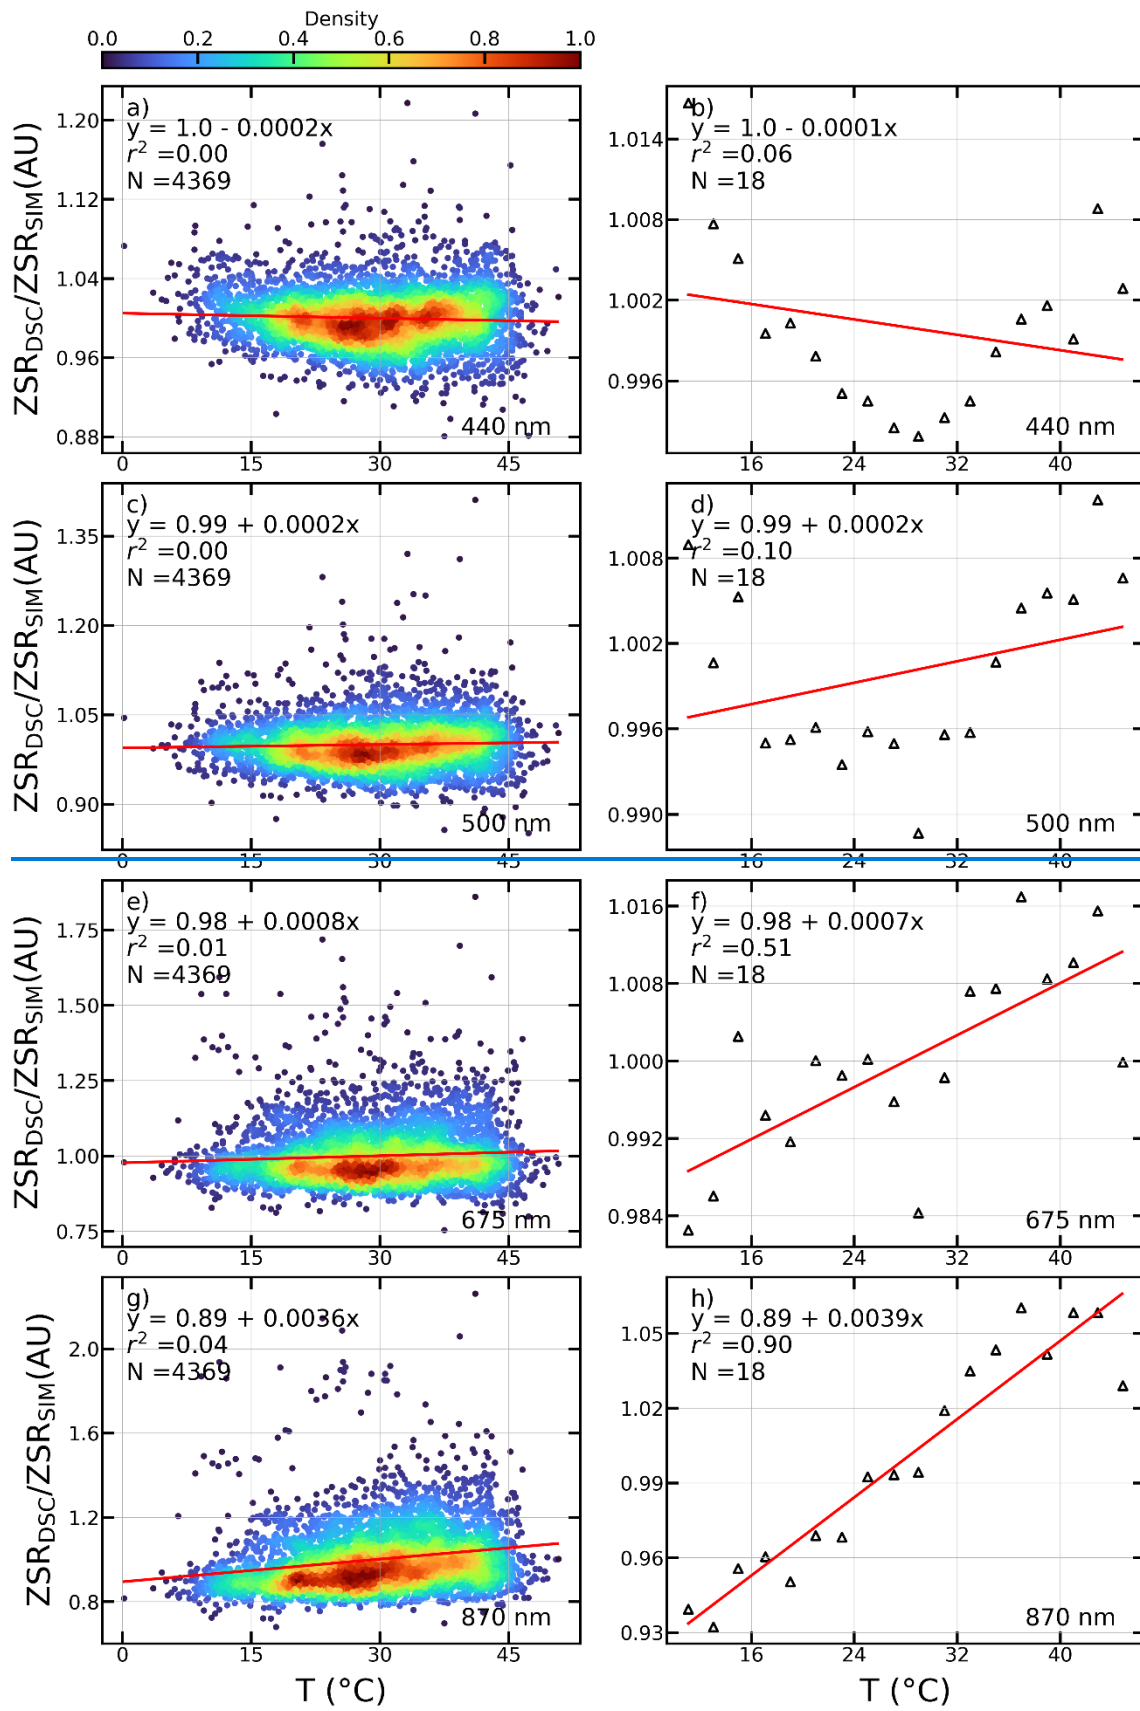 Density
0.0 0.2 0.4 0.6 0.8 1.0
ZSR_DSC/ZSR_SIM(AU)
a)
y = 1.0 - 0.0002x
r² =0.00
N =4369
440 nm
1.20
1.12
1.04
0.96
0.88
0 15 30 45
b)
y = 1.0 - 0.0001x
r² =0.06
N =18
440 nm
1.014
1.008
1.002
0.996
16 24 32 40
ZSR_DSC/ZSR_SIM(AU)
c)
y = 0.99 + 0.0002x
r² =0.00
N =4369
500 nm
1.35
1.20
1.05
0.90
0 15 30 45
d)
y = 0.99 + 0.0002x
r² =0.10
N =18
500 nm
1.008
1.002
0.996
0.990
16 24 32 40
ZSR_DSC/ZSR_SIM(AU)
e)
y = 0.98 + 0.0008x
r² =0.01
N =4369
675 nm
1.75
1.50
1.25
1.00
0.75
0 15 30 45
f)
y = 0.98 + 0.0007x
r² =0.51
N =18
675 nm
1.016
1.008
1.000
0.992
0.984
16 24 32 40
ZSR_DSC/ZSR_SIM(AU)
g)
y = 0.89 + 0.0036x
r² =0.04
N =4369
870 nm
2.0
1.6
1.2
0.8
0 15 30 45
T (°C)
h)
y = 0.89 + 0.0039x
r² =0.90
N =18
870 nm
1.05
1.02
0.99
0.96
0.93
16 24 32 40
T (°C)